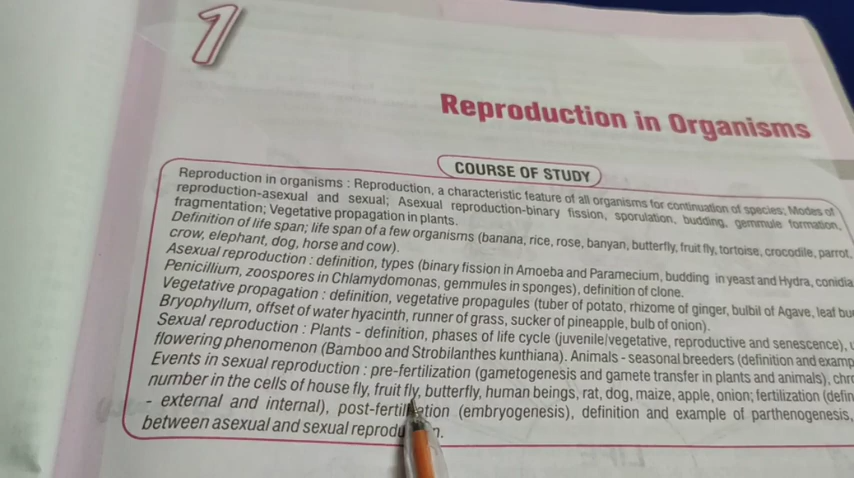 1
Reproduction in Organisms
COURSE OF STUDY
Reproduction in organisms : Reproduction, a characteristic feature of all organisms for continuation of species; Modes of
reproduction-asexual and sexual; Asexual reproduction-binary fission, sporulation, budding, gemmule formation,
fragmentation; Vegetative propagation in plants.
Definition of life span; life span of a few organisms (banana, rice, rose, banyan, butterfly, fruit fly, tortoise, crocodile, parrot,
crow, elephant, dog, horse and cow).
Asexual reproduction : definition, types (binary fission in Amoeba and Paramecium, budding in yeast and Hydra, conidia
Penicillium, zoospores in Chlamydomonas, gemmules in sponges), definition of clone.
Vegetative propagation : definition, vegetative propagules (tuber of potato, rhizome of ginger, bulbil of Agave, leaf
Bryophyllum, offset of water hyacinth, runner of grass, sucker of pineapple, bulb of onion).
Sexual reproduction : Plants - definition, phases of life cycle (juvenile/vegetative, reproductive and senescence),
flowering phenomenon (Bamboo and Strobilanthes kunthiana). Animals - seasonal breeders (definition and
Events in sexual reproduction : pre-fertilization (gametogenesis and gamete transfer in plants and animals),
number in the cells of house fly, fruit fly, butterfly, human beings, rat, dog, maize, apple, onion; fertilization
- external and internal), post-fertilization (embryogenesis), definition and example of parthenogenesis,
between asexual and sexual reproduction.